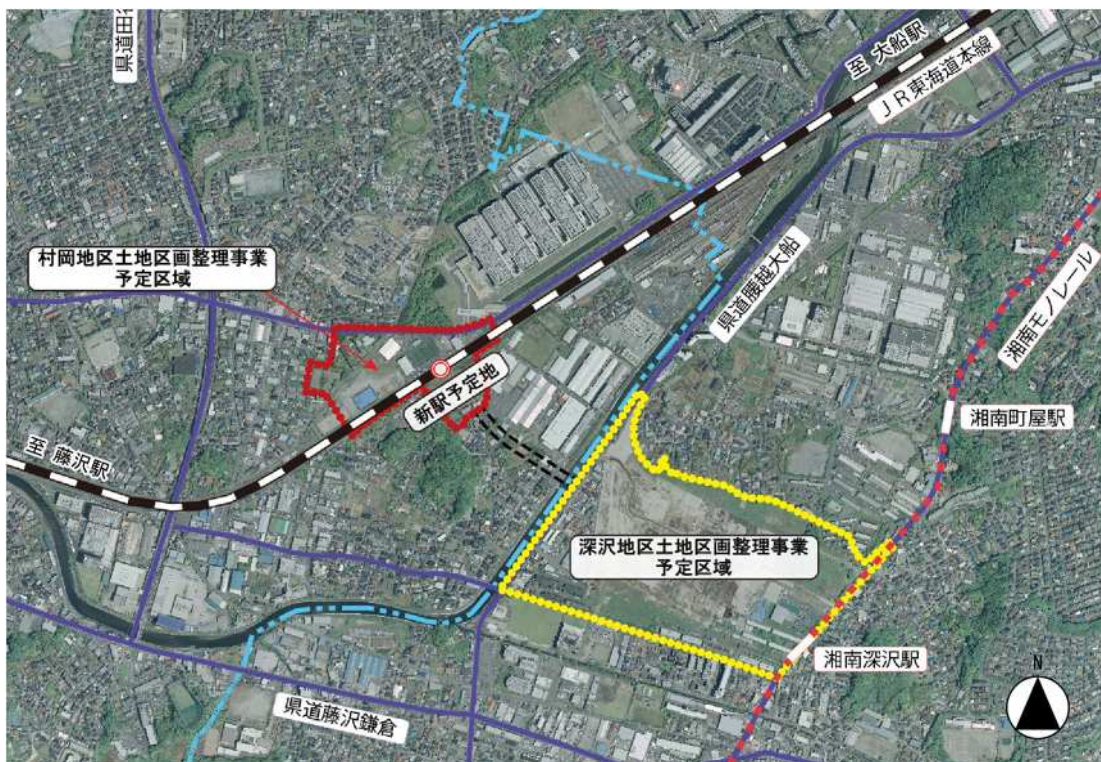 県道田
至 大船駅
ＪＲ東海道本線
村岡地区土地区画整理事業
予定区域
県道腰越大船
湘南モノレール
新駅予定地
湘南町屋駅
至 藤沢駅
深沢地区土地区画整理事業
予定区域
湘南深沢駅
N
県道藤沢鎌倉